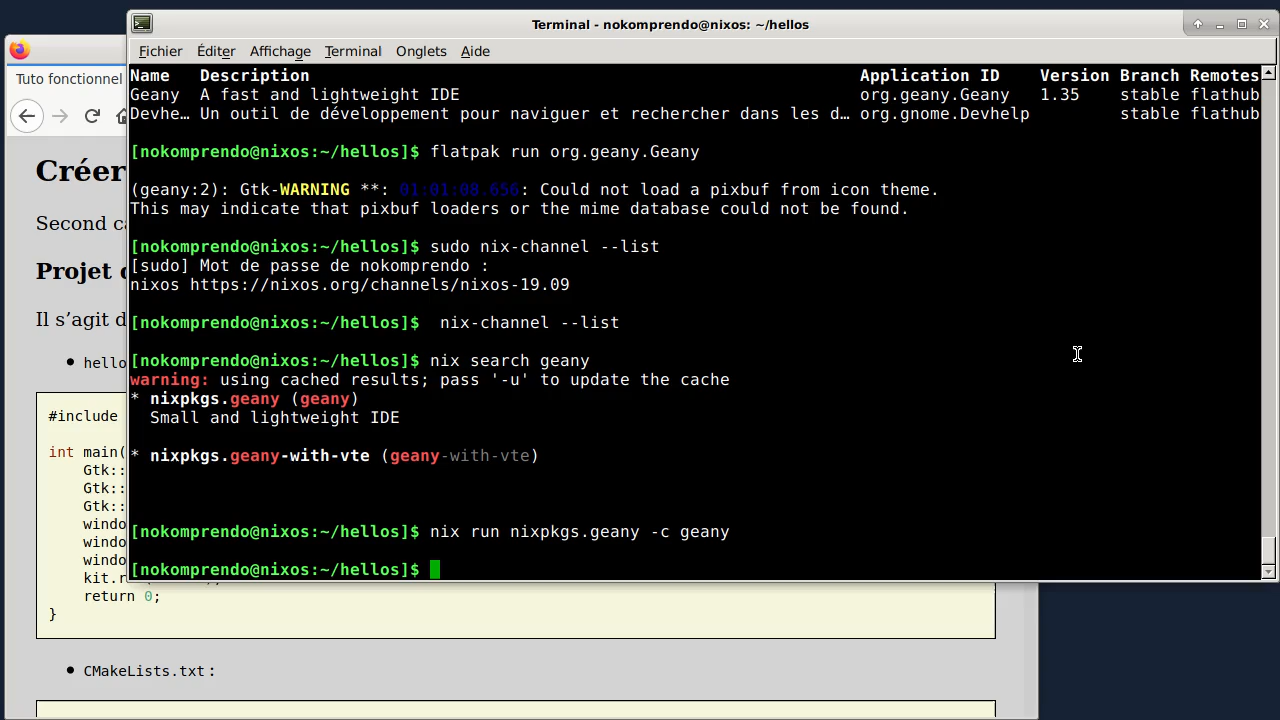 Terminal - nokomprendo@nixos: ~/hellos
Fichier Éditer Affichage Terminal Onglets Aide
Name Description Application ID Version Branch Remotes
Geany A fast and lightweight IDE org.geany.Geany 1.35 stable flathub
Devhe… Un outil de développement pour naviguer et rechercher dans les d… org.gnome.Devhelp stable flathub
[nokomprendo@nixos:~/hellos]$ flatpak run org.geany.Geany
(geany:2): Gtk-WARNING **: 01:01:08.656: Could not load a pixbuf from icon theme.
This may indicate that pixbuf loaders or the mime database could not be found.
[nokomprendo@nixos:~/hellos]$ sudo nix-channel --list
[sudo] Mot de passe de nokomprendo :
nixos https://nixos.org/channels/nixos-19.09
[nokomprendo@nixos:~/hellos]$  nix-channel --list
[nokomprendo@nixos:~/hellos]$ nix search geany
warning: using cached results; pass '-u' to update the cache
* nixpkgs.geany (geany)
Small and lightweight IDE
* nixpkgs.geany-with-vte (geany-with-vte)
[nokomprendo@nixos:~/hellos]$ nix run nixpkgs.geany -c geany
[nokomprendo@nixos:~/hellos]$
Tuto fonctionnel
Créer
Second
Projet
Il s’agit
hello
#include
int main(
Gtk::
Gtk::
Gtk::
windo
windo
windo
return 0;
}
CMakeLists.txt :